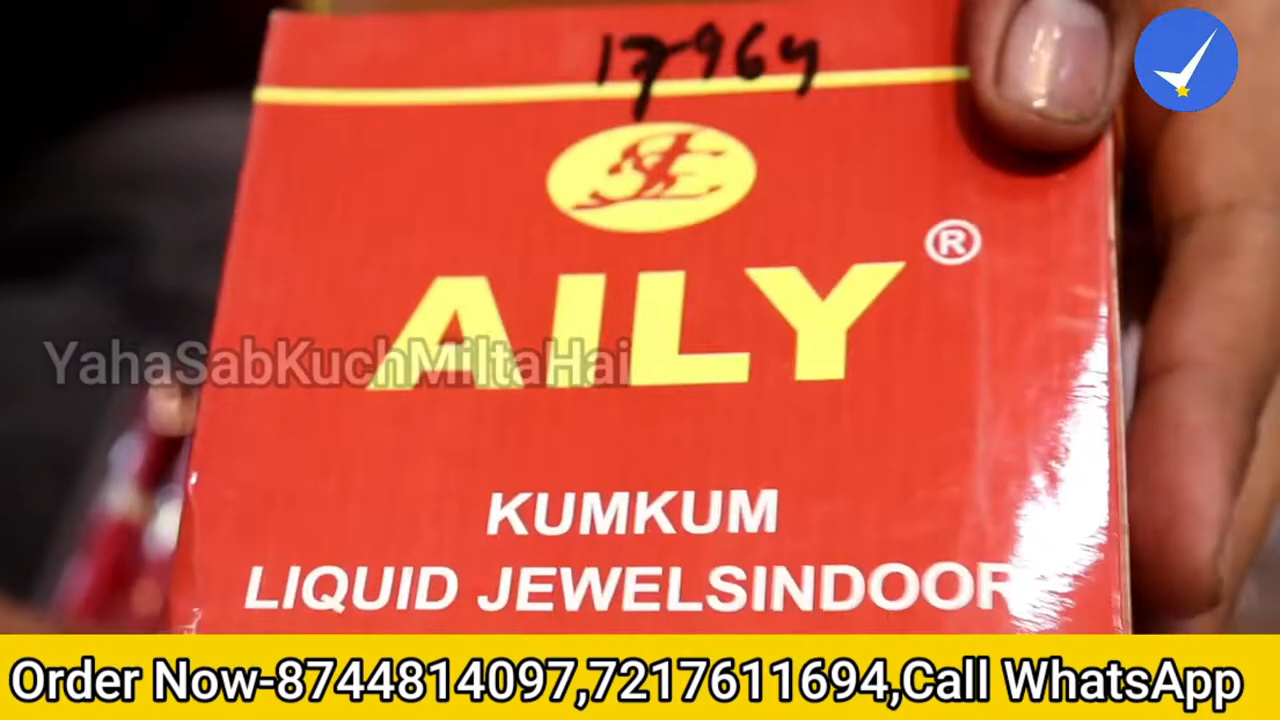 17964
AILY ®
YahaSabKuchMiltaHai
KUMKUM
LIQUID JEWELSINDOOR
Order Now-8744814097,7217611694,Call WhatsApp